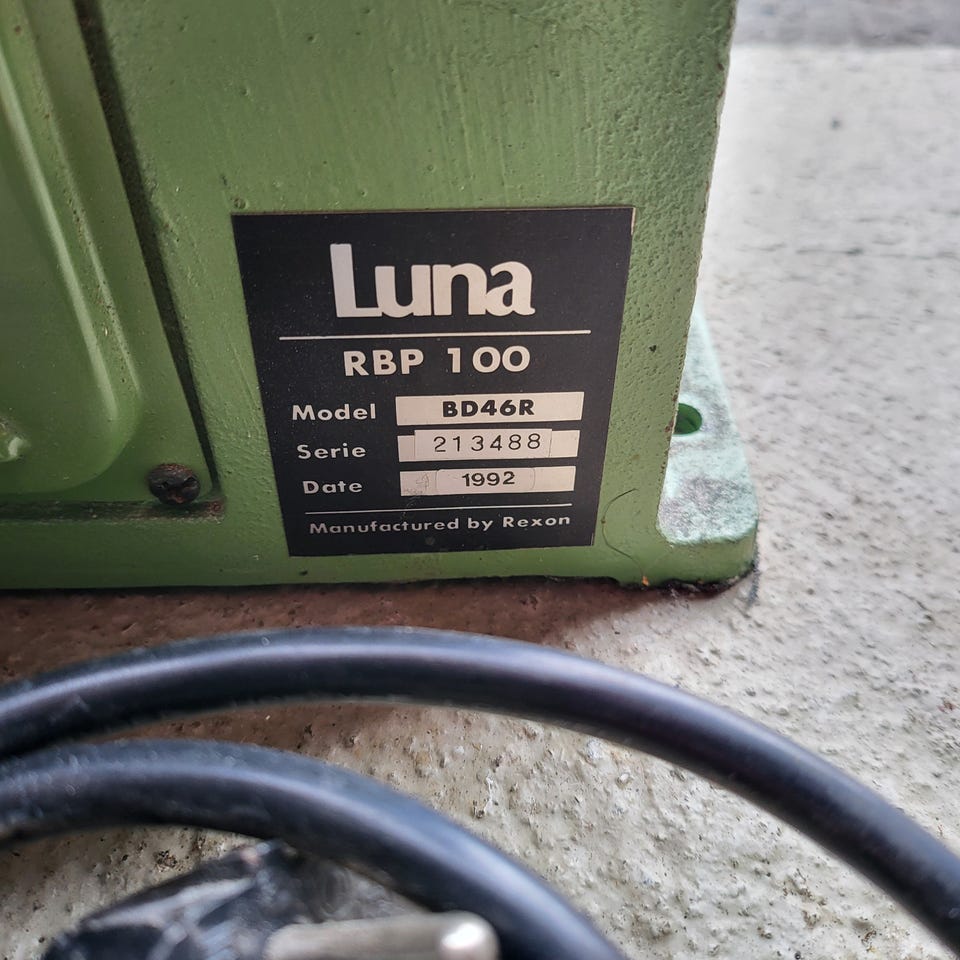 Luna
RBP 100
Model BD46R
Serie 213488
Date 1992
Manufactured by Rexon